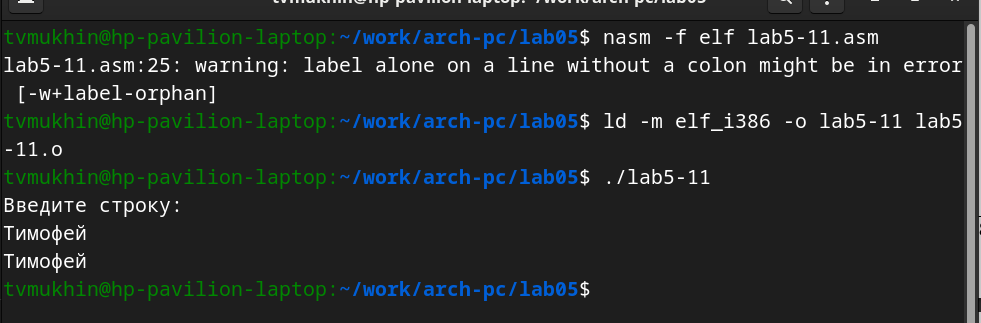 tvmukhin@hp-pavilion-laptop: ~/work/arch-pc/lab05
tvmukhin@hp-pavilion-laptop:~/work/arch-pc/lab05$ nasm -f elf lab5-11.asm
lab5-11.asm:25: warning: label alone on a line without a colon might be in error
[-w+label-orphan]
tvmukhin@hp-pavilion-laptop:~/work/arch-pc/lab05$ ld -m elf_i386 -o lab5-11 lab5
-11.o
tvmukhin@hp-pavilion-laptop:~/work/arch-pc/lab05$ ./lab5-11
Введите строку:
Тимофей
Тимофей
tvmukhin@hp-pavilion-laptop:~/work/arch-pc/lab05$